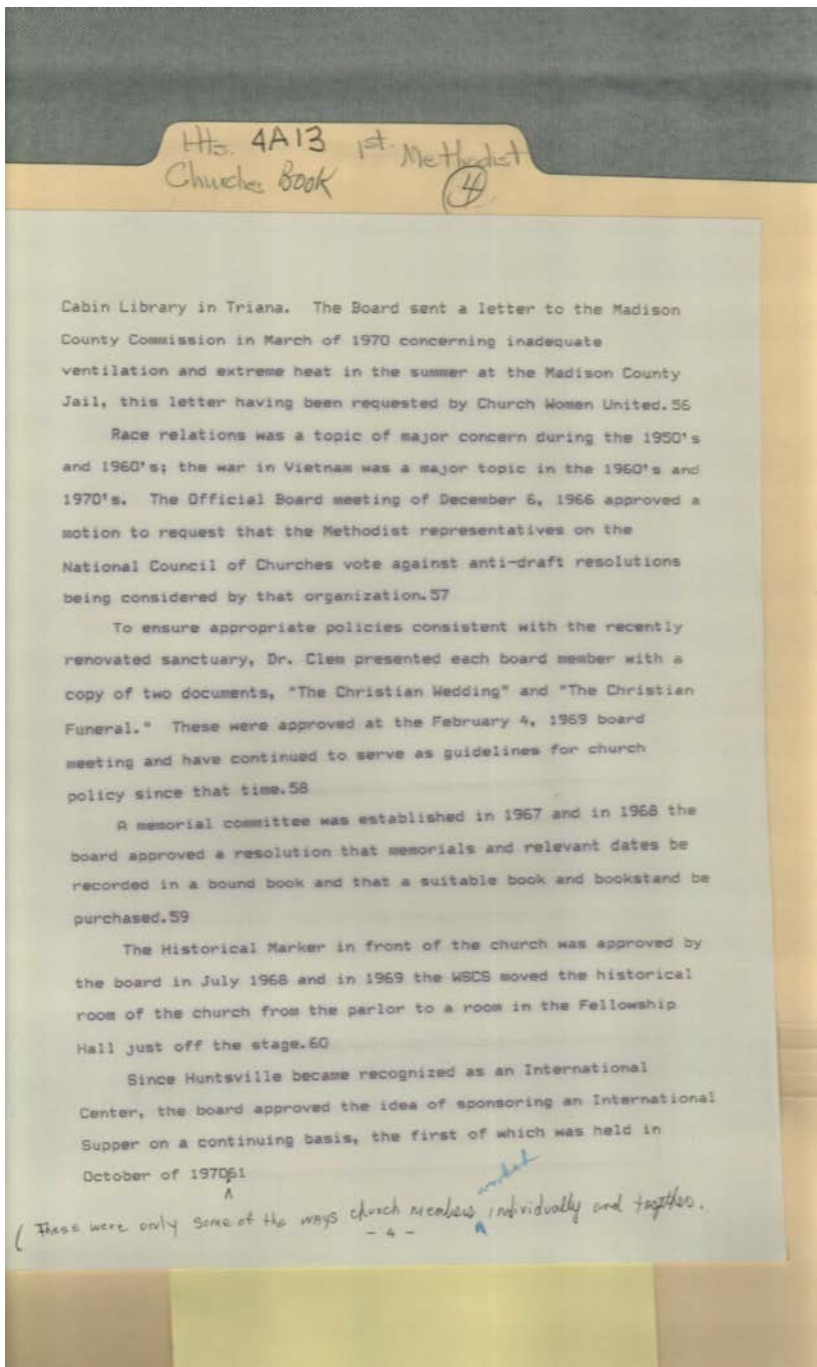 Hts. 4A13 1st. Methodist
Churches Book
4
Cabin Library in Triana. The Board sent a letter to the Madison
County Commission in March of 1970 concerning inadequate
ventilation and extreme heat in the summer at the Madison County
Jail, this letter having been requested by Church Women United.56
Race relations was a topic of major concern during the 1950's
and 1960's; the war in Vietnam was a major topic in the 1960's and
1970's. The Official Board meeting of December 6, 1966 approved a
motion to request that the Methodist representatives on the
National Council of Churches vote against anti-draft resolutions
being considered by that organization.57
To ensure appropriate policies consistent with the recently
renovated sanctuary, Dr. Clem presented each board member with a
copy of two documents, "The Christian Wedding" and "The Christian
Funeral." These were approved at the February 4, 1969 board
meeting and have continued to serve as guidelines for church
policy since that time.58
A memorial committee was established in 1967 and in 1968 the
board approved a resolution that memorials and relevant dates be
recorded in a bound book and that a suitable book and bookstand be
purchased.59
The Historical Marker in front of the church was approved by
the board in July 1968 and in 1969 the WSCS moved the historical
room of the church from the parlor to a room in the Fellowship
Hall just off the stage.60
Since Huntsville became recognized as an International
Center, the board approved the idea of sponsoring an International
Supper on a continuing basis, the first of which was held in
October of 1970.61
worked
( These were only some of the ways church members individually and together.
- 4 -